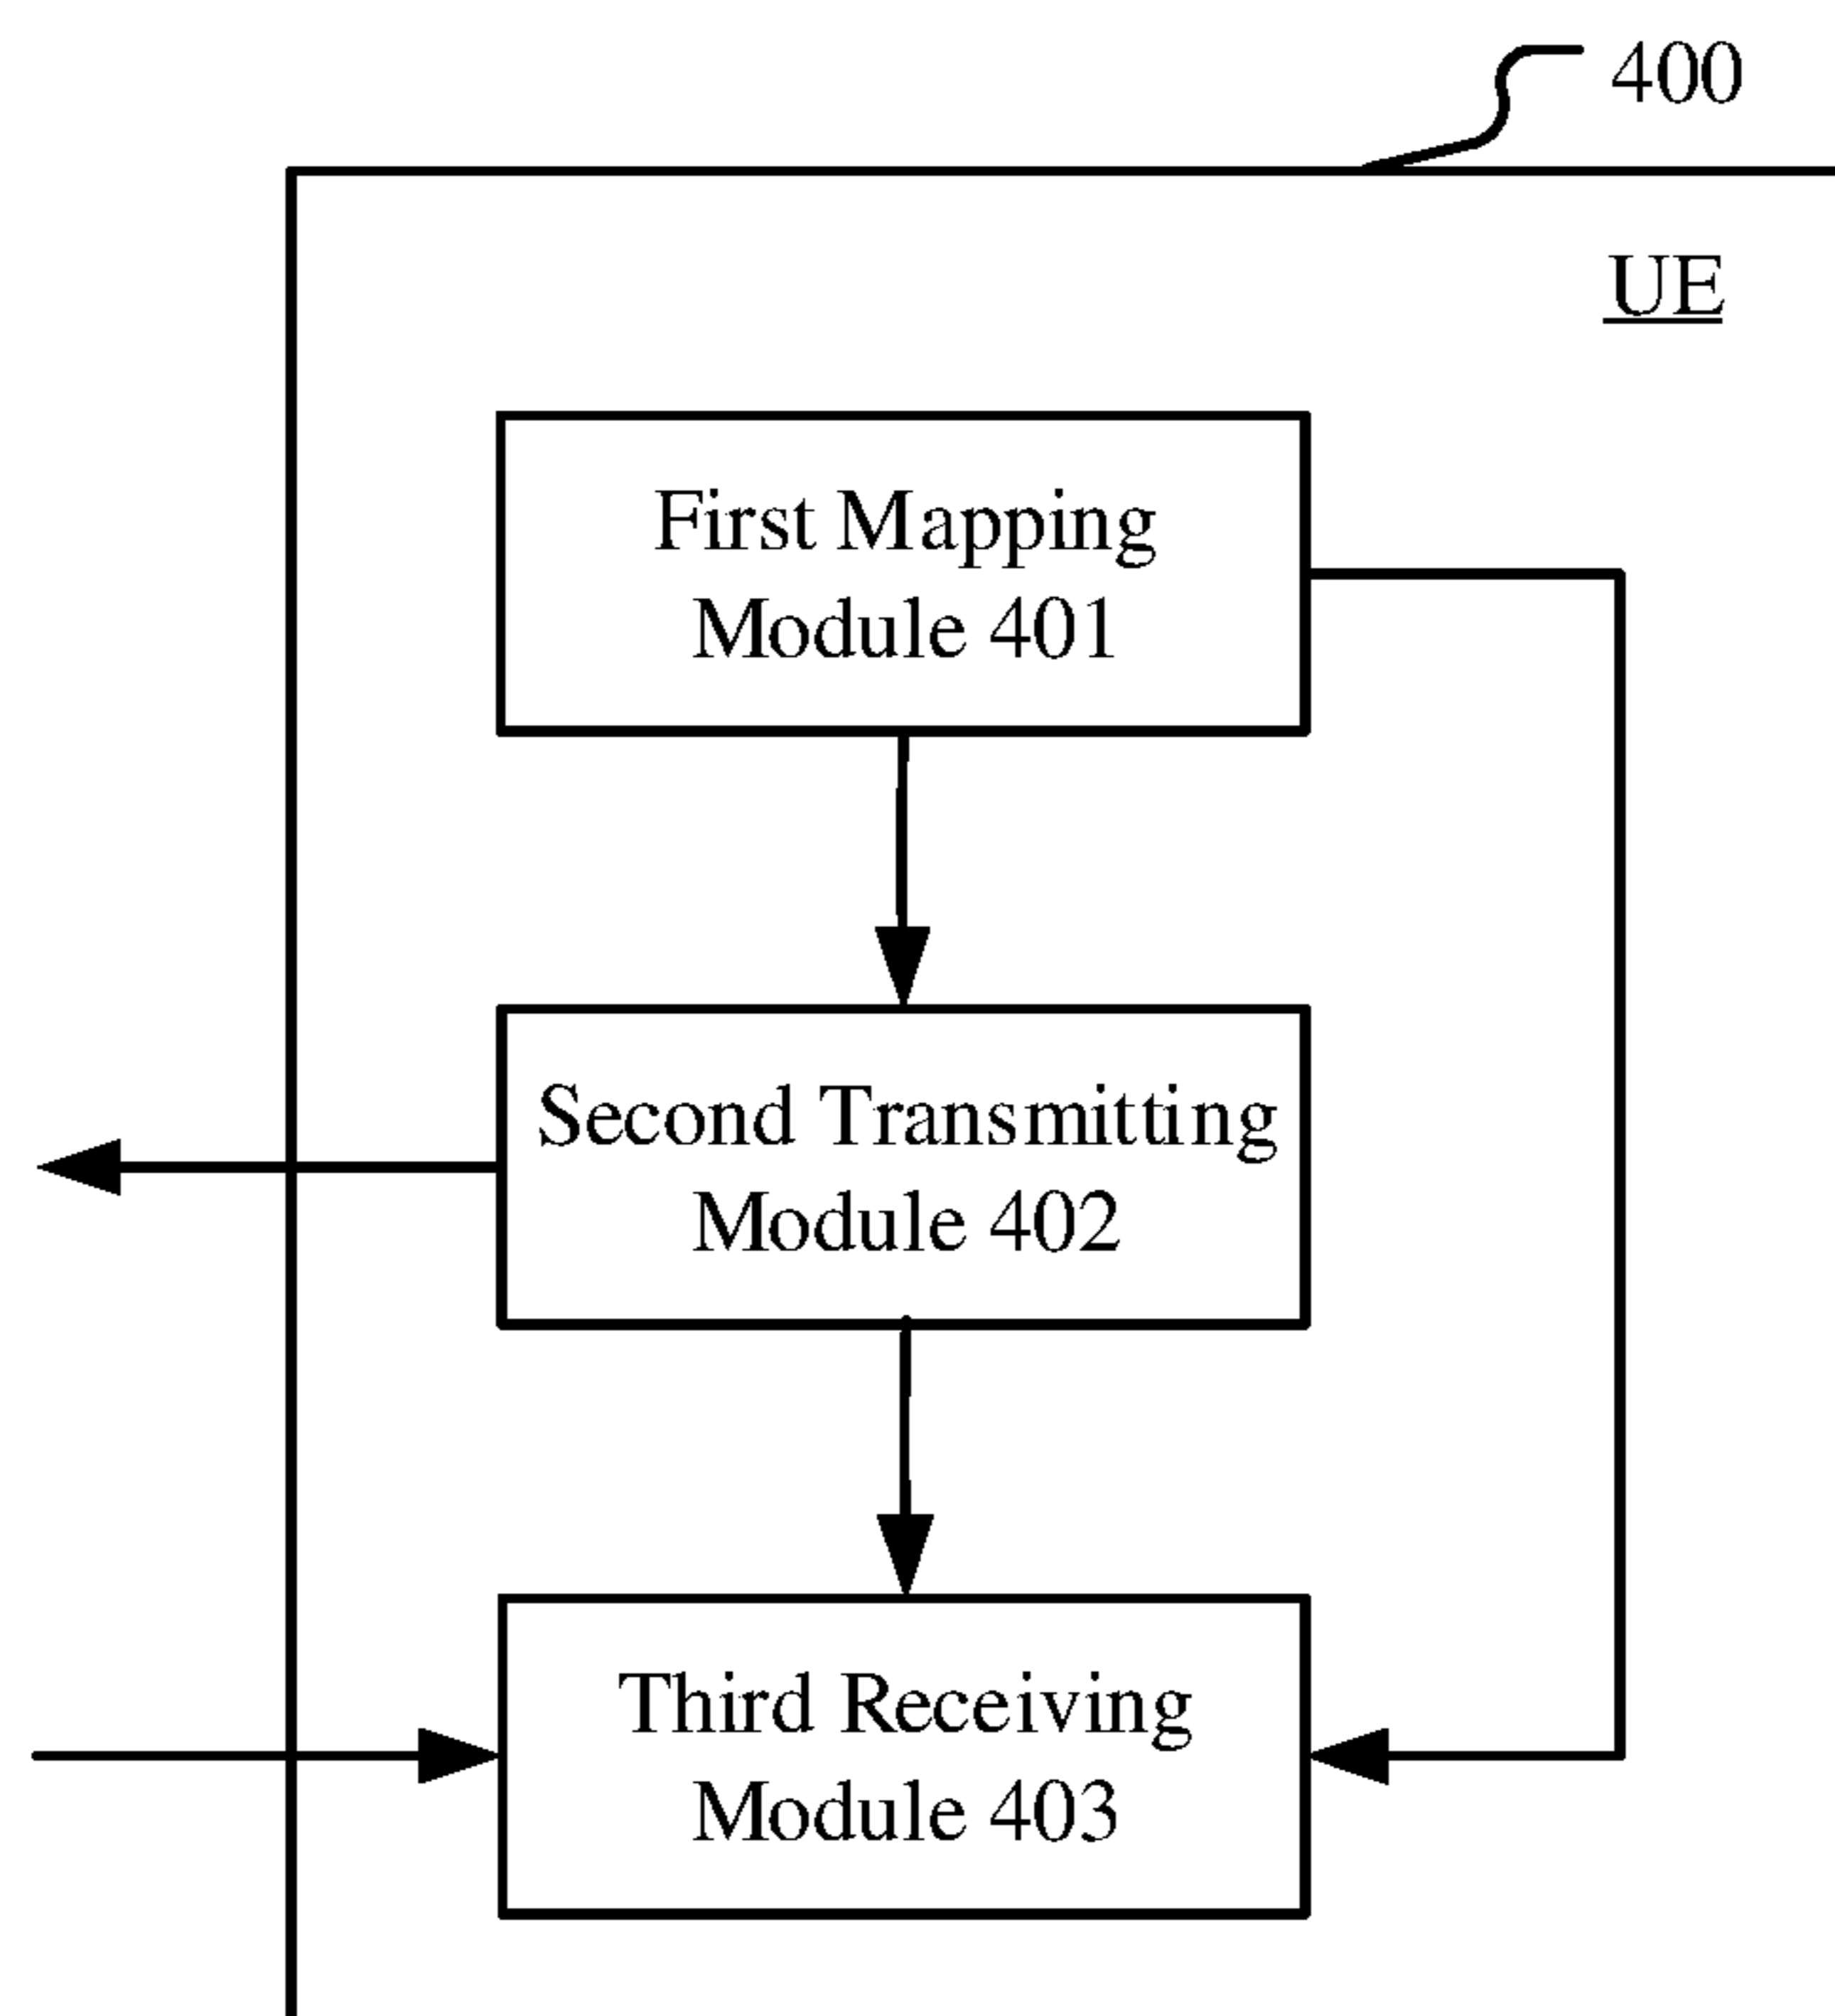 400
UE
First Mapping
Module 401
Second Transmitting
Module 402
Third Receiving
Module 403